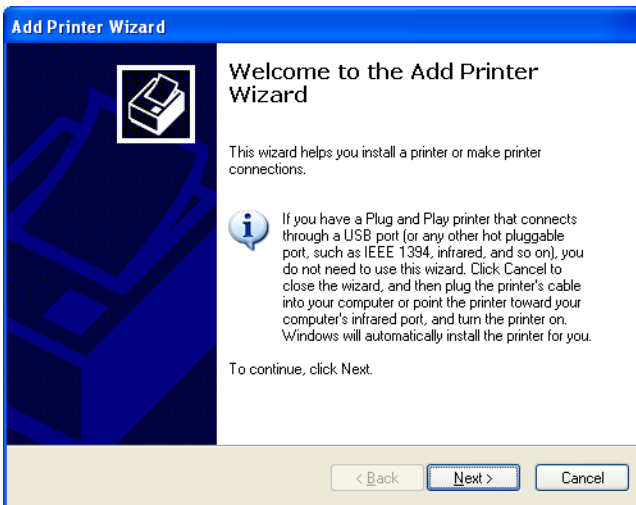 Add Printer Wizard
Welcome to the Add Printer
Wizard
This wizard helps you install a printer or make printer
connections.
If you have a Plug and Play printer that connects
through a USB port (or any other hot pluggable
port, such as IEEE 1394, infrared, and so on), you
do not need to use this wizard. Click Cancel to
close the wizard, and then plug the printer's cable
into your computer or point the printer toward your
computer's infrared port, and turn the printer on.
Windows will automatically install the printer for you.
To continue, click Next.
< Back Next > Cancel